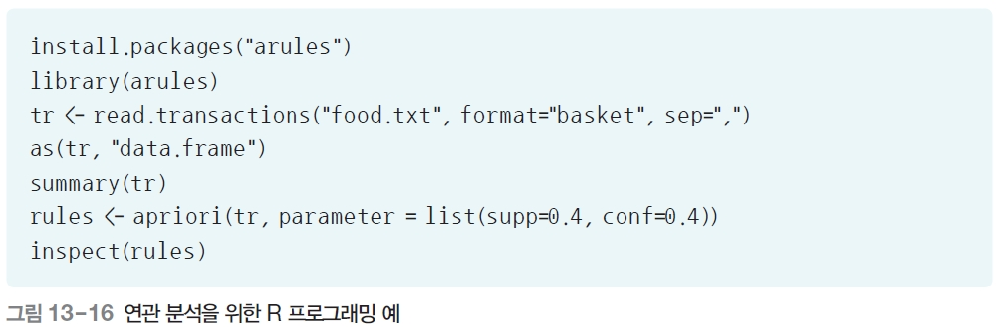 install.packages("arules")
library(arules)
tr <- read.transactions("food.txt", format="basket", sep=",")
as(tr, "data.frame")
summary(tr)
rules <- apriori(tr, parameter = list(supp=0.4, conf=0.4))
inspect(rules)
그림 13-16 연관 분석을 위한 R 프로그래밍 예